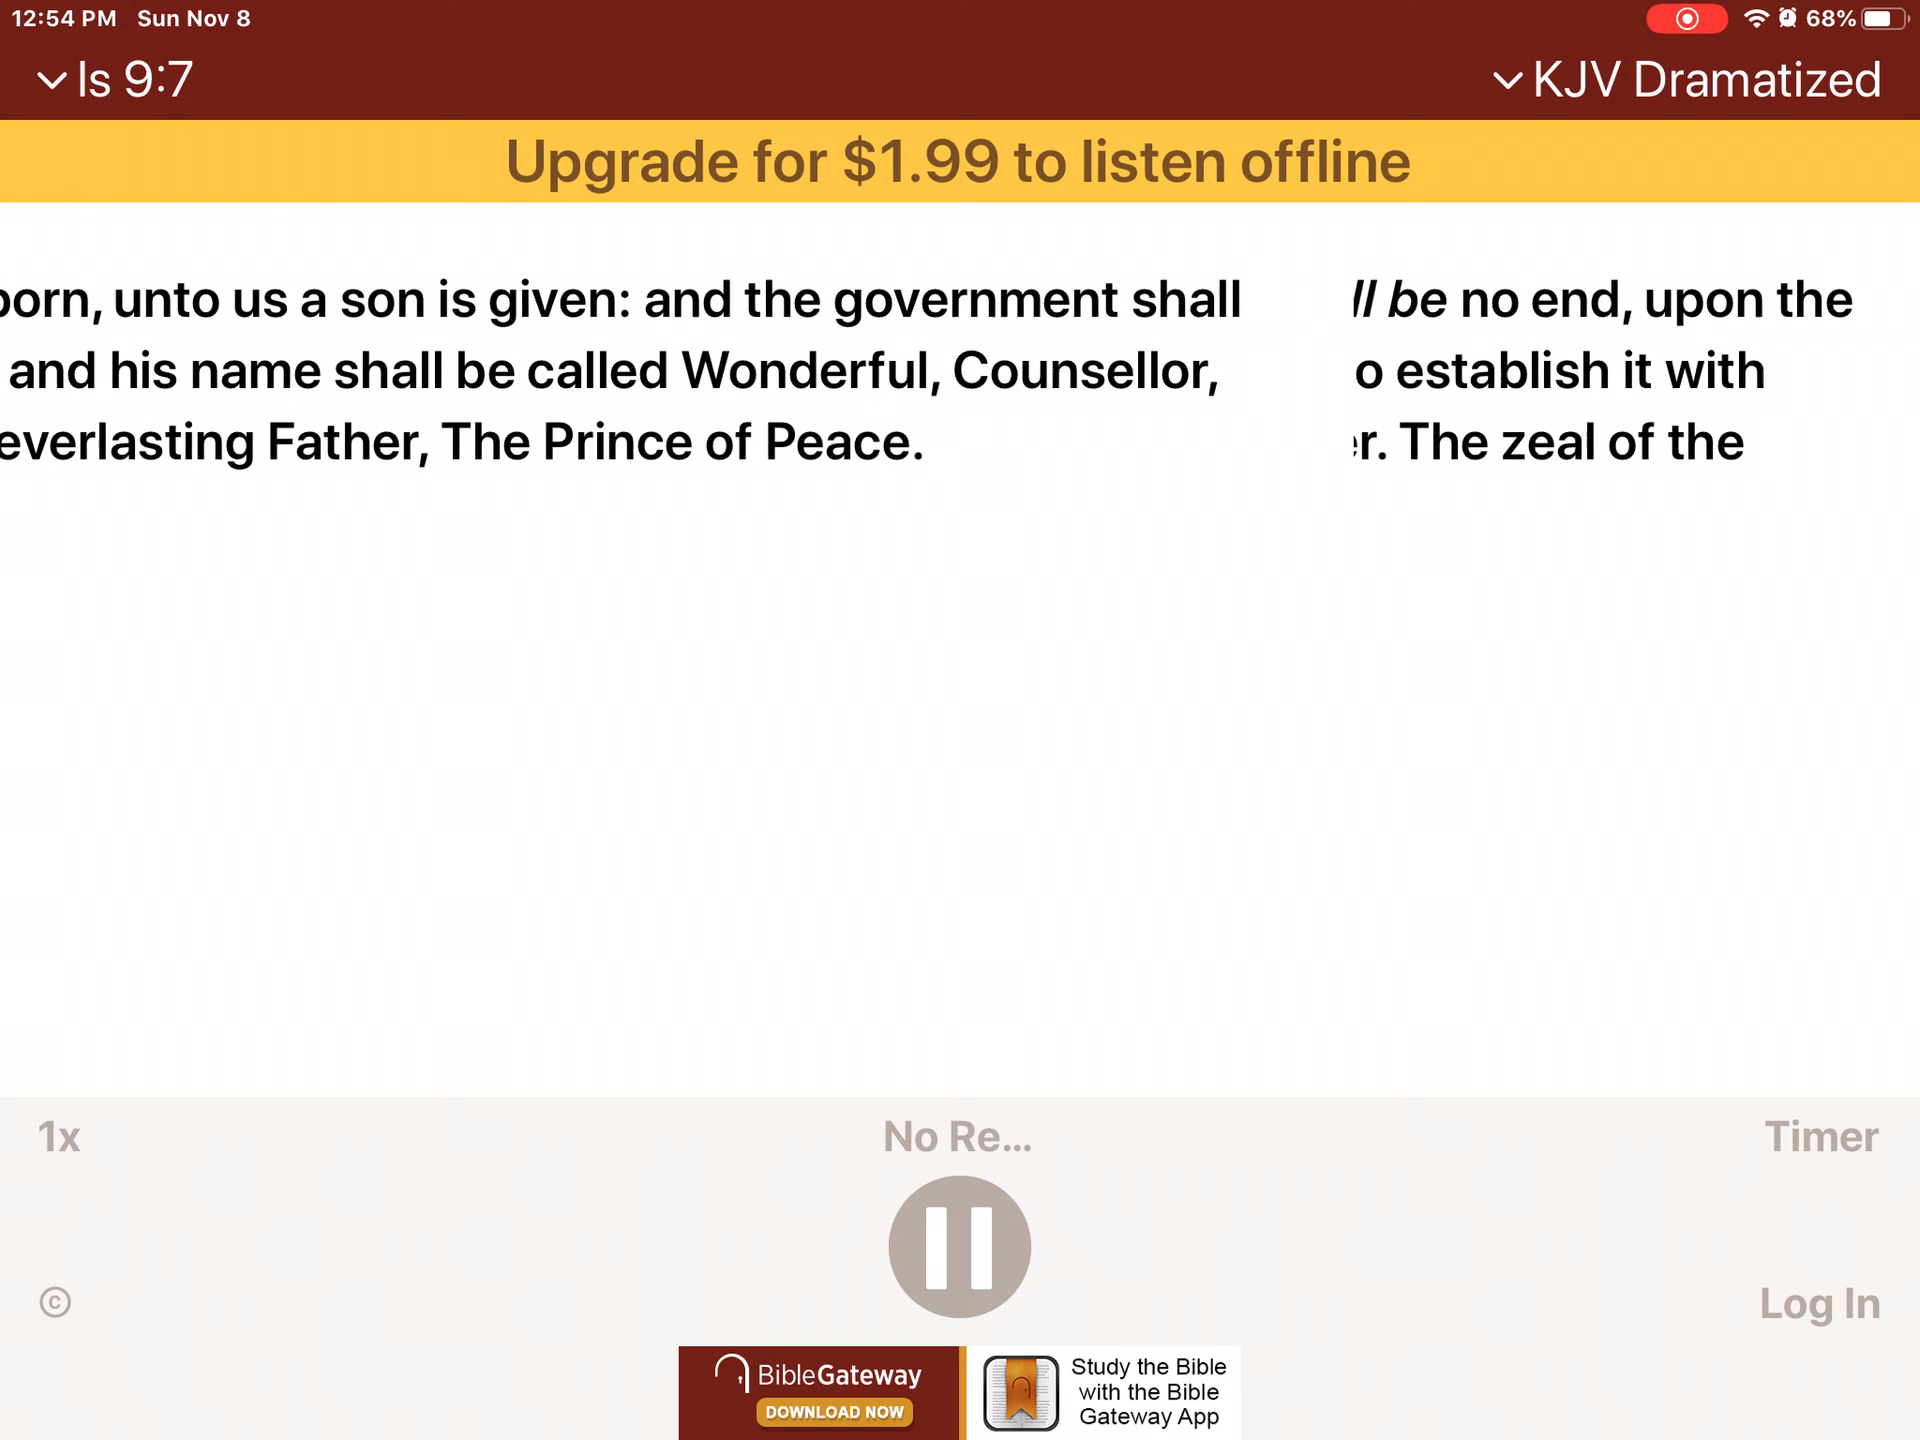 12:54 PM Sun Nov 8 68%
Is 9:7 KJV Dramatized
Upgrade for $1.99 to listen offline
born, unto us a son is given: and the government shall
and his name shall be called Wonderful, Counsellor,
everlasting Father, The Prince of Peace.
ll be no end, upon the
o establish it with
r. The zeal of the
1x No Re... Timer
© Log In
BibleGateway
DOWNLOAD NOW
Study the Bible
with the Bible
Gateway App